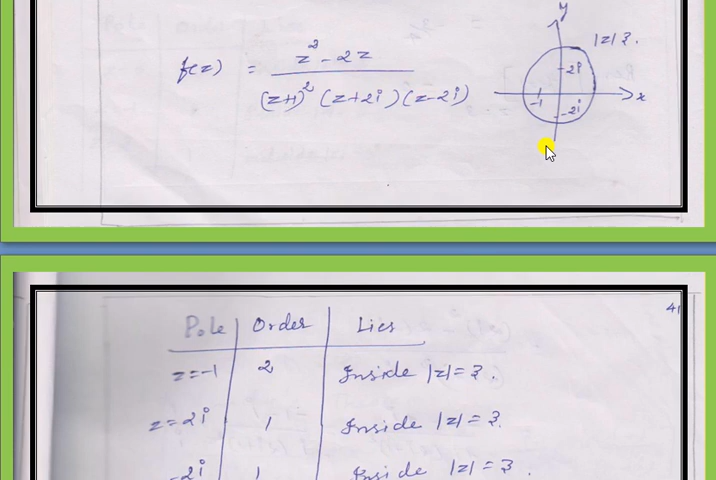 y
|z|3.
f(z) = z² - 2z / (z+1)² (z+2i) (z-2i)
2i
-1
x
-2i
41
Pole | Order | Lies
z=-1 | 2 | Inside |z|=3.
z=2i | 1 | Inside |z|=3.
-2i | 1 | Inside |z|=3.